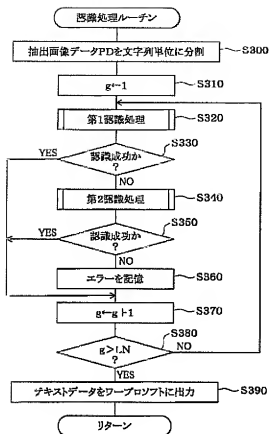 認識処理ルーチン
抽出画像データPDを文字列単位に分割
S300
g←1
S310
第1認識処理
S320
認識成功か
?
S330
YES
NO
第2認識処理
S340
認識成功か
?
S350
YES
NO
エラーを記憶
S360
g←g+1
S370
g>LN
?
S380
NO
YES
テキストデータをワープロソフトに出力
S390
リターン